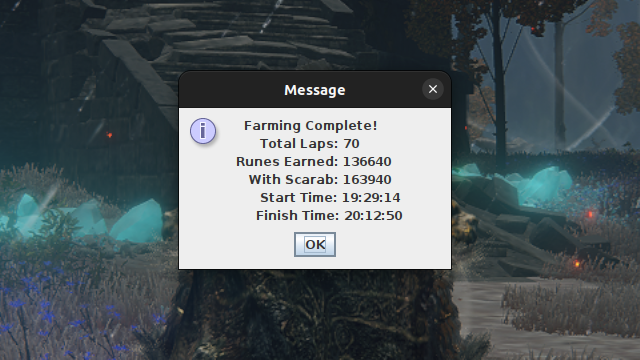 Message
Farming Complete!
Total Laps: 70
Runes Earned: 136640
With Scarab: 163940
Start Time: 19:29:14
Finish Time: 20:12:50
OK